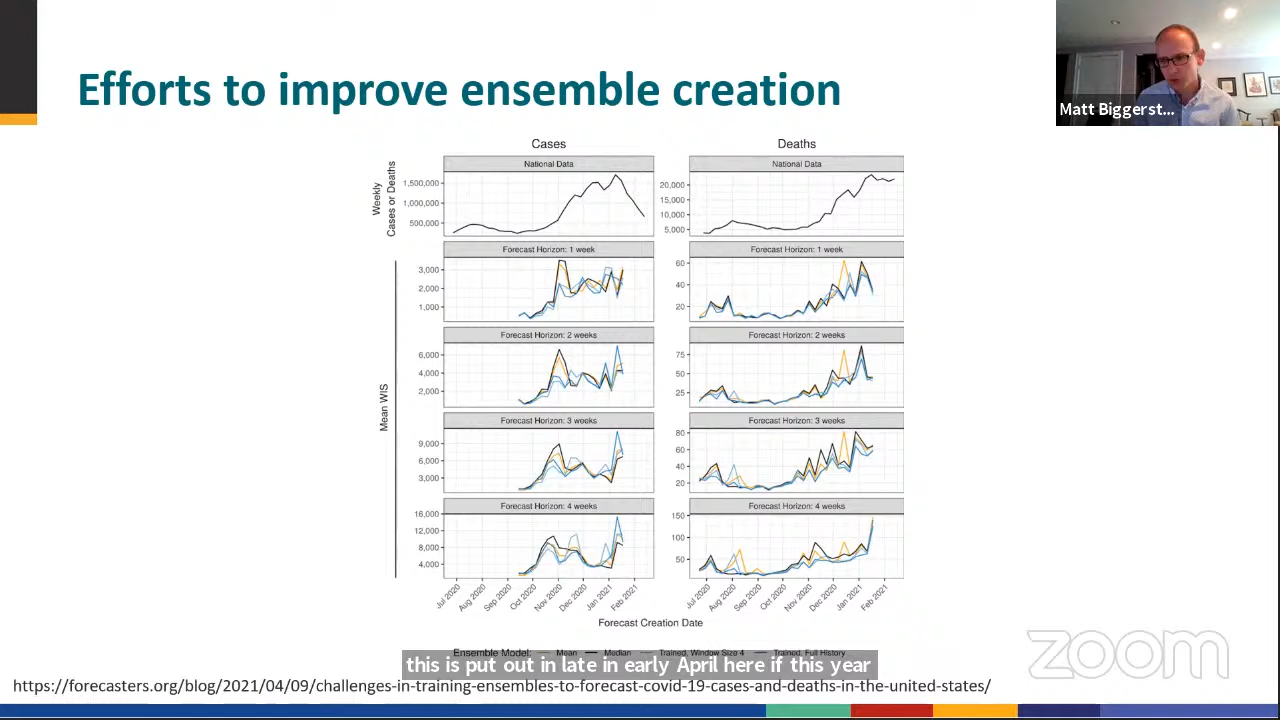 Efforts to improve ensemble creation
Matt Biggerst...
Cases
Deaths
National Data
National Data
Weekly
Cases or Deaths
1,500,000
1,000,000
500,000
20,000
15,000
10,000
5,000
Forecast Horizon: 1 week
Forecast Horizon: 1 week
3,000
2,000
1,000
60
40
20
Forecast Horizon: 2 weeks
Forecast Horizon: 2 weeks
6,000
4,000
2,000
75
50
25
Mean WIS
Forecast Horizon: 3 weeks
Forecast Horizon: 3 weeks
9,000
6,000
3,000
80
60
40
20
Forecast Horizon: 4 weeks
Forecast Horizon: 4 weeks
16,000
12,000
8,000
4,000
150
100
50
Jul 2020
Aug 2020
Sep 2020
Oct 2020
Nov 2020
Dec 2020
Jan 2021
Feb 2021
Jul 2020
Aug 2020
Sep 2020
Oct 2020
Nov 2020
Dec 2020
Jan 2021
Feb 2021
Forecast Creation Date
Ensemble Model: Mean Median Trained, Window Size 4 Trained, Full History
this is put out in late in early April here if this year
zoom
https://forecasters.org/blog/2021/04/09/challenges-in-training-ensembles-to-forecast-covid-19-cases-and-deaths-in-the-united-states/